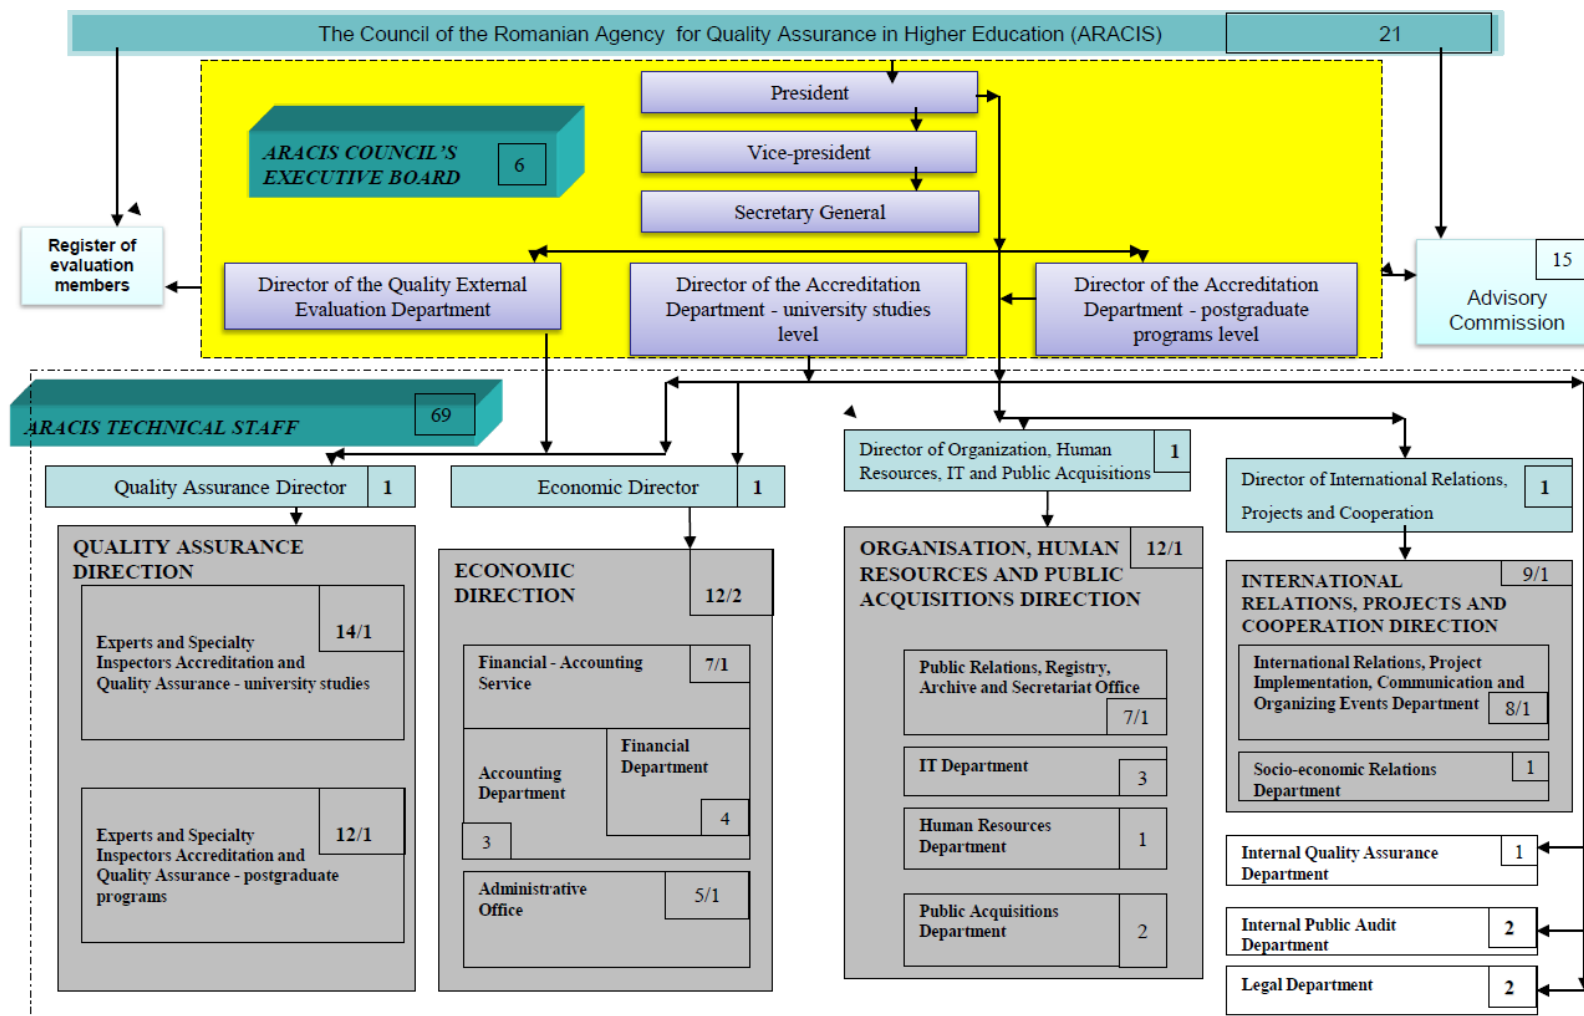 The Council of the Romanian Agency for Quality Assurance in Higher Education (ARACIS)
21
President
ARACIS COUNCIL'S
EXECUTIVE BOARD
6
Vice-president
Secretary General
Register of
evaluation
members
Director of the Quality External
Evaluation Department
Director of the Accreditation
Department - university studies
level
Director of the Accreditation
Department - postgraduate
programs level
15
Advisory
Commission
ARACIS TECHNICAL STAFF
69
Quality Assurance Director
1
Economic Director
1
Director of Organization, Human
Resources, IT and Public Acquisitions
1
Director of International Relations,
Projects and Cooperation
1
QUALITY ASSURANCE
DIRECTION
14/1
Experts and Specialty
Inspectors Accreditation and
Quality Assurance - university studies
12/1
Experts and Specialty
Inspectors Accreditation and
Quality Assurance - postgraduate
programs
ECONOMIC
DIRECTION
12/2
Financial - Accounting
Service
7/1
Accounting
Department
3
Financial
Department
4
Administrative
Office
5/1
ORGANISATION, HUMAN
RESOURCES AND PUBLIC
ACQUISITIONS DIRECTION
12/1
Public Relations, Registry,
Archive and Secretariat Office
7/1
IT Department
3
Human Resources
Department
1
Public Acquisitions
Department
2
9/1
INTERNATIONAL
RELATIONS, PROJECTS AND
COOPERATION DIRECTION
International Relations, Project
Implementation, Communication and
Organizing Events Department
8/1
Socio-economic Relations
Department
1
Internal Quality Assurance
Department
1
Internal Public Audit
Department
2
Legal Department
2